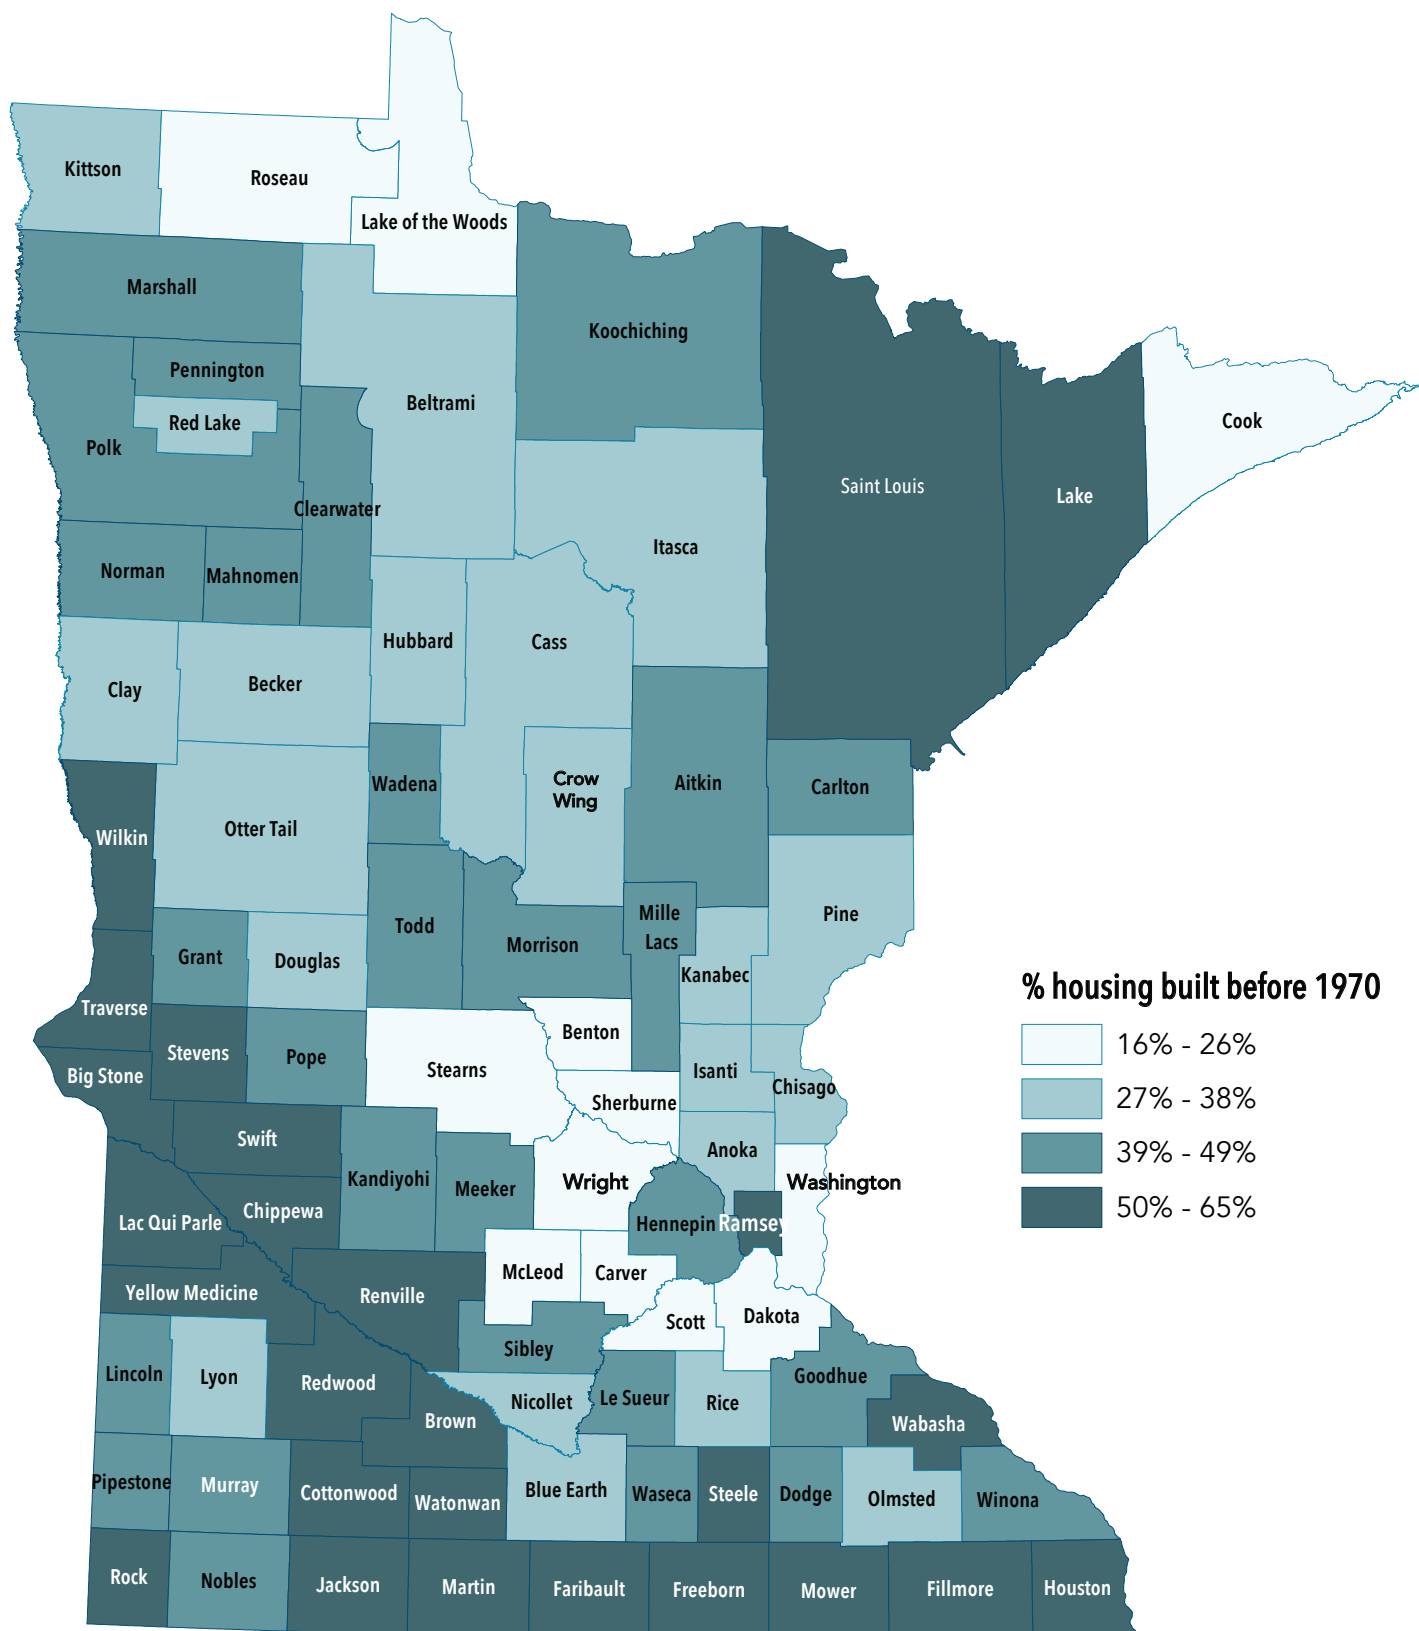 Kittson
Roseau
Lake of the Woods
Marshall
Koochiching
Pennington
Beltrami
Red Lake
Cook
Polk
Saint Louis
Lake
Clearwater
Itasca
Norman
Mahnomen
Hubbard
Cass
Clay
Becker
Wadena
Crow
Wing
Aitkin
Carlton
Wilkin
Otter Tail
Todd
Morrison
Mille
Lacs
Pine
Grant
Douglas
Kanabec
% housing built before 1970
16% - 26%
27% - 38%
39% - 49%
50% - 65%
Traverse
Stevens
Pope
Benton
Big Stone
Stearns
Isanti
Chisago
Sherburne
Swift
Anoka
Kandiyohi
Meeker
Wright
Washington
Lac Qui Parle
Chippewa
Hennepin
Ramsey
Yellow Medicine
Renville
McLeod
Carver
Scott
Dakota
Sibley
Lincoln
Lyon
Redwood
Goodhue
Nicollet
Le Sueur
Rice
Brown
Wabasha
Pipestone
Murray
Cottonwood
Watonwan
Blue Earth
Waseca
Steele
Dodge
Olmsted
Winona
Rock
Nobles
Jackson
Martin
Faribault
Freeborn
Mower
Fillmore
Houston